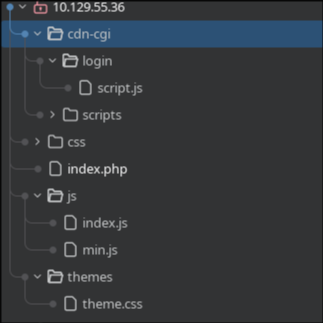 10.129.55.36
cdn-cgi
login
script.js
scripts
css
index.php
js
index.js
min.js
themes
theme.css